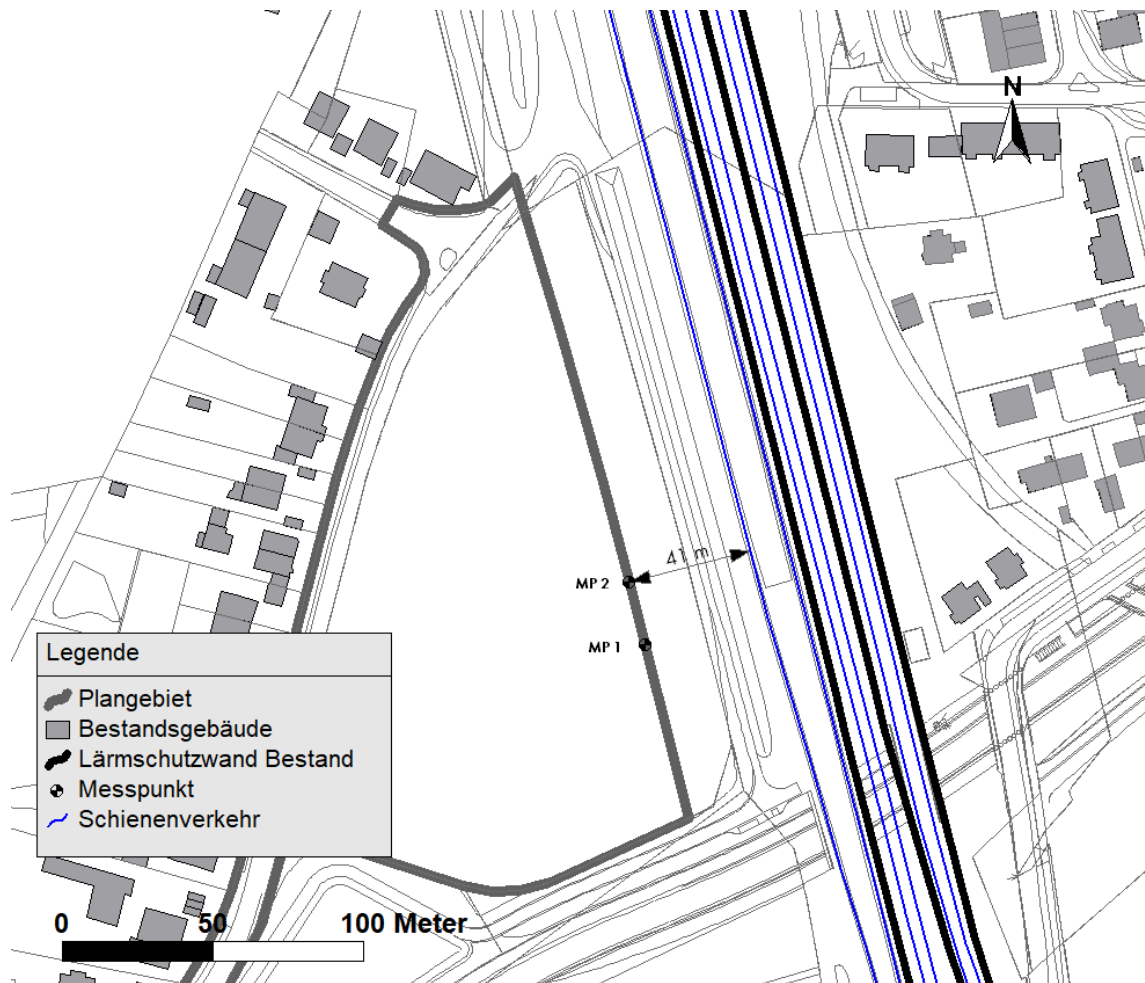 N
41 m
MP 2
MP 1
Legende
Plangebiet
Bestandsgebäude
Lärmschutzwand Bestand
Messpunkt
Schienenverkehr
0 50 100 Meter